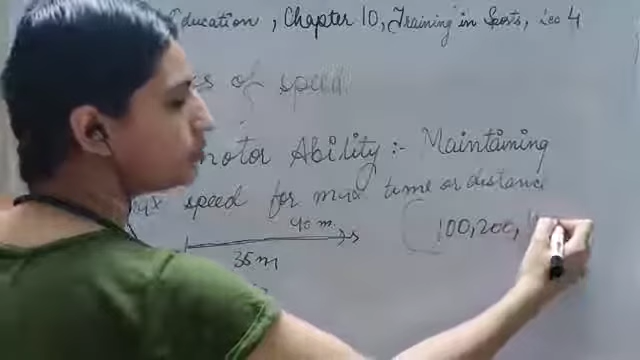 Education, Chapter 10, Training in Sports, Lec 4
of speed
motor Ability :- Maintaining
speed for max time or distance
40 m
100, 200,
35 m